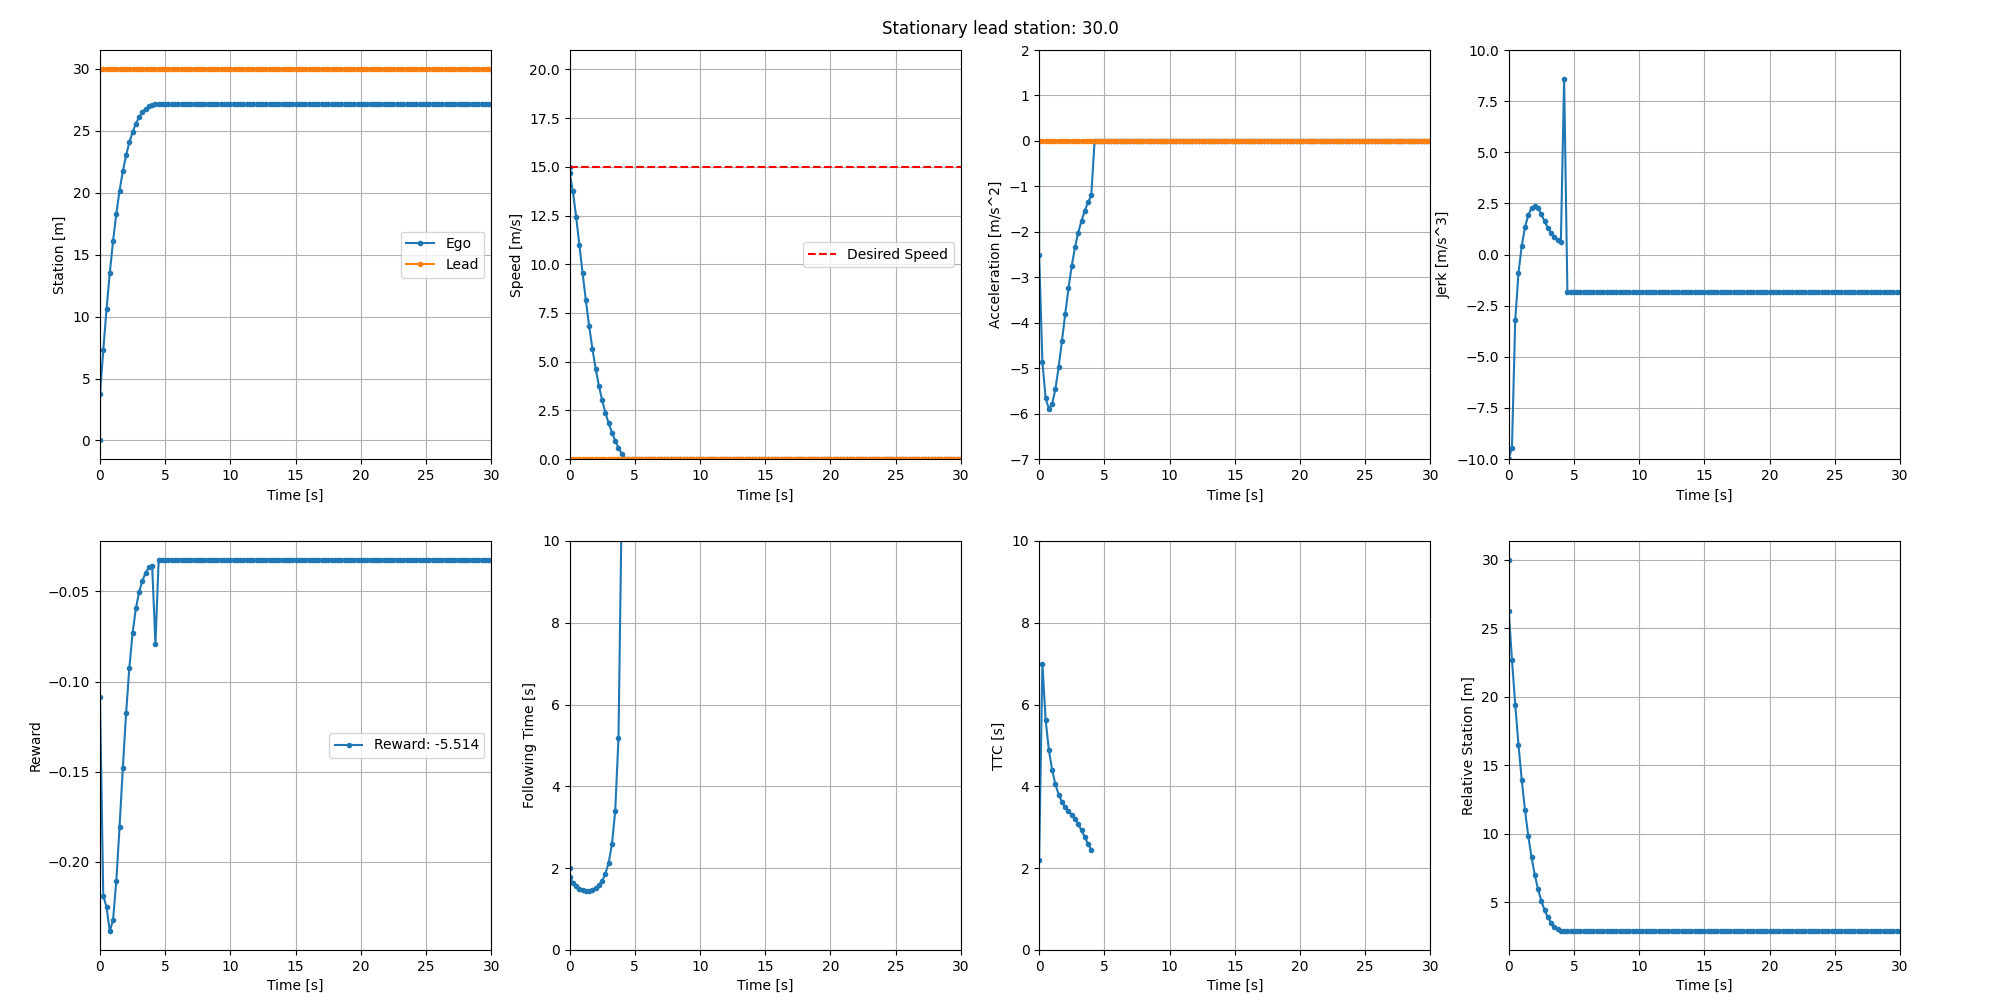 Stationary lead station: 30.0
Station [m]
30
25
20
15
10
5
0
Ego
Lead
0 5 10 15 20 25 30
Time [s]
Speed [m/s]
20.0
17.5
15.0
12.5
10.0
7.5
5.0
2.5
0.0
Desired Speed
0 5 10 15 20 25 30
Time [s]
Acceleration [m/s^2]
2
1
0
−1
−2
−3
−4
−5
−6
−7
0 5 10 15 20 25 30
Time [s]
Jerk [m/s^3]
10.0
7.5
5.0
2.5
0.0
−2.5
−5.0
−7.5
−10.0
0 5 10 15 20 25 30
Time [s]
Reward
−0.05
−0.10
−0.15
−0.20
Reward: -5.514
0 5 10 15 20 25 30
Time [s]
Following Time [s]
10
8
6
4
2
0
0 5 10 15 20 25 30
Time [s]
TTC [s]
10
8
6
4
2
0
0 5 10 15 20 25 30
Time [s]
Relative Station [m]
30
25
20
15
10
5
0 5 10 15 20 25 30
Time [s]